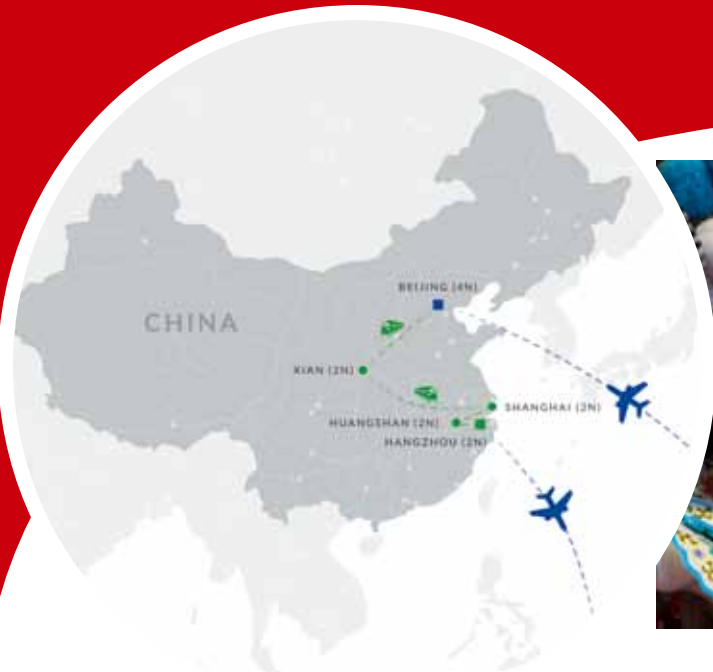 BEIJING (4N)
CHINA
XIAN (2N)
SHANGHAI (2N)
HUANGSHAN (2N)
HANGZHOU (2N)